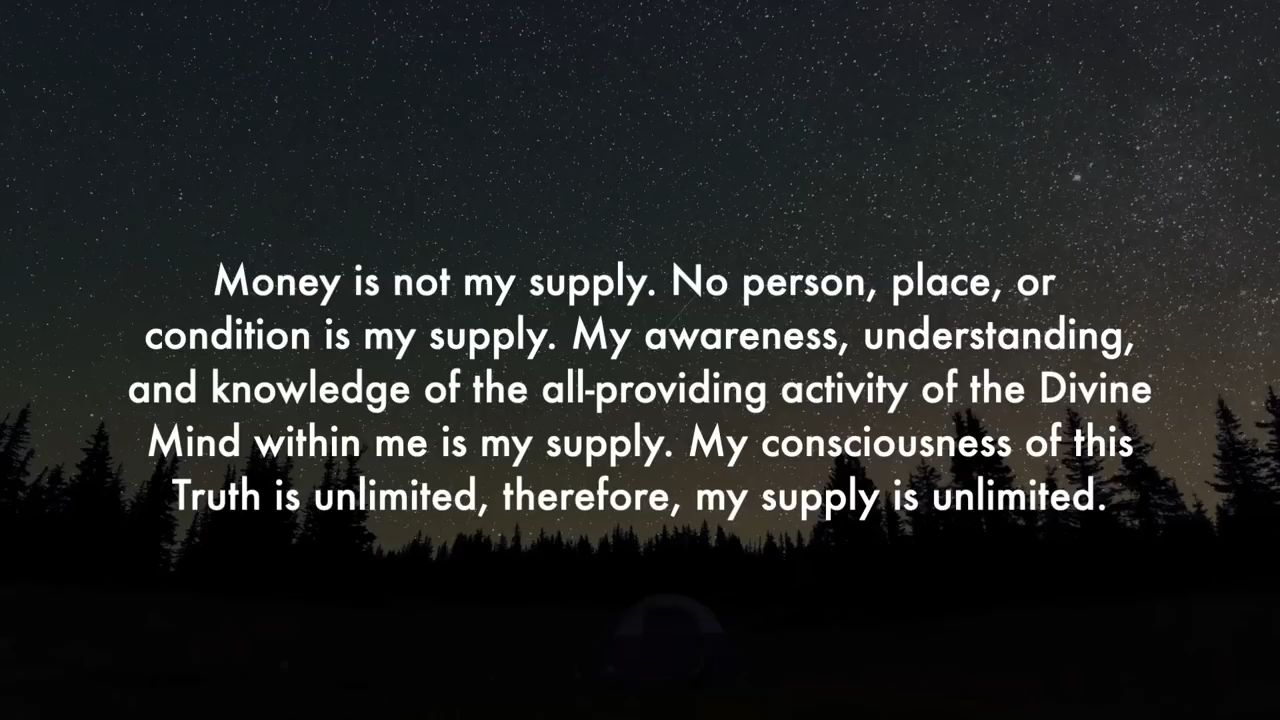 Money is not my supply. No person, place, or
condition is my supply. My awareness, understanding,
and knowledge of the all-providing activity of the Divine
Mind within me is my supply. My consciousness of this
Truth is unlimited, therefore, my supply is unlimited.